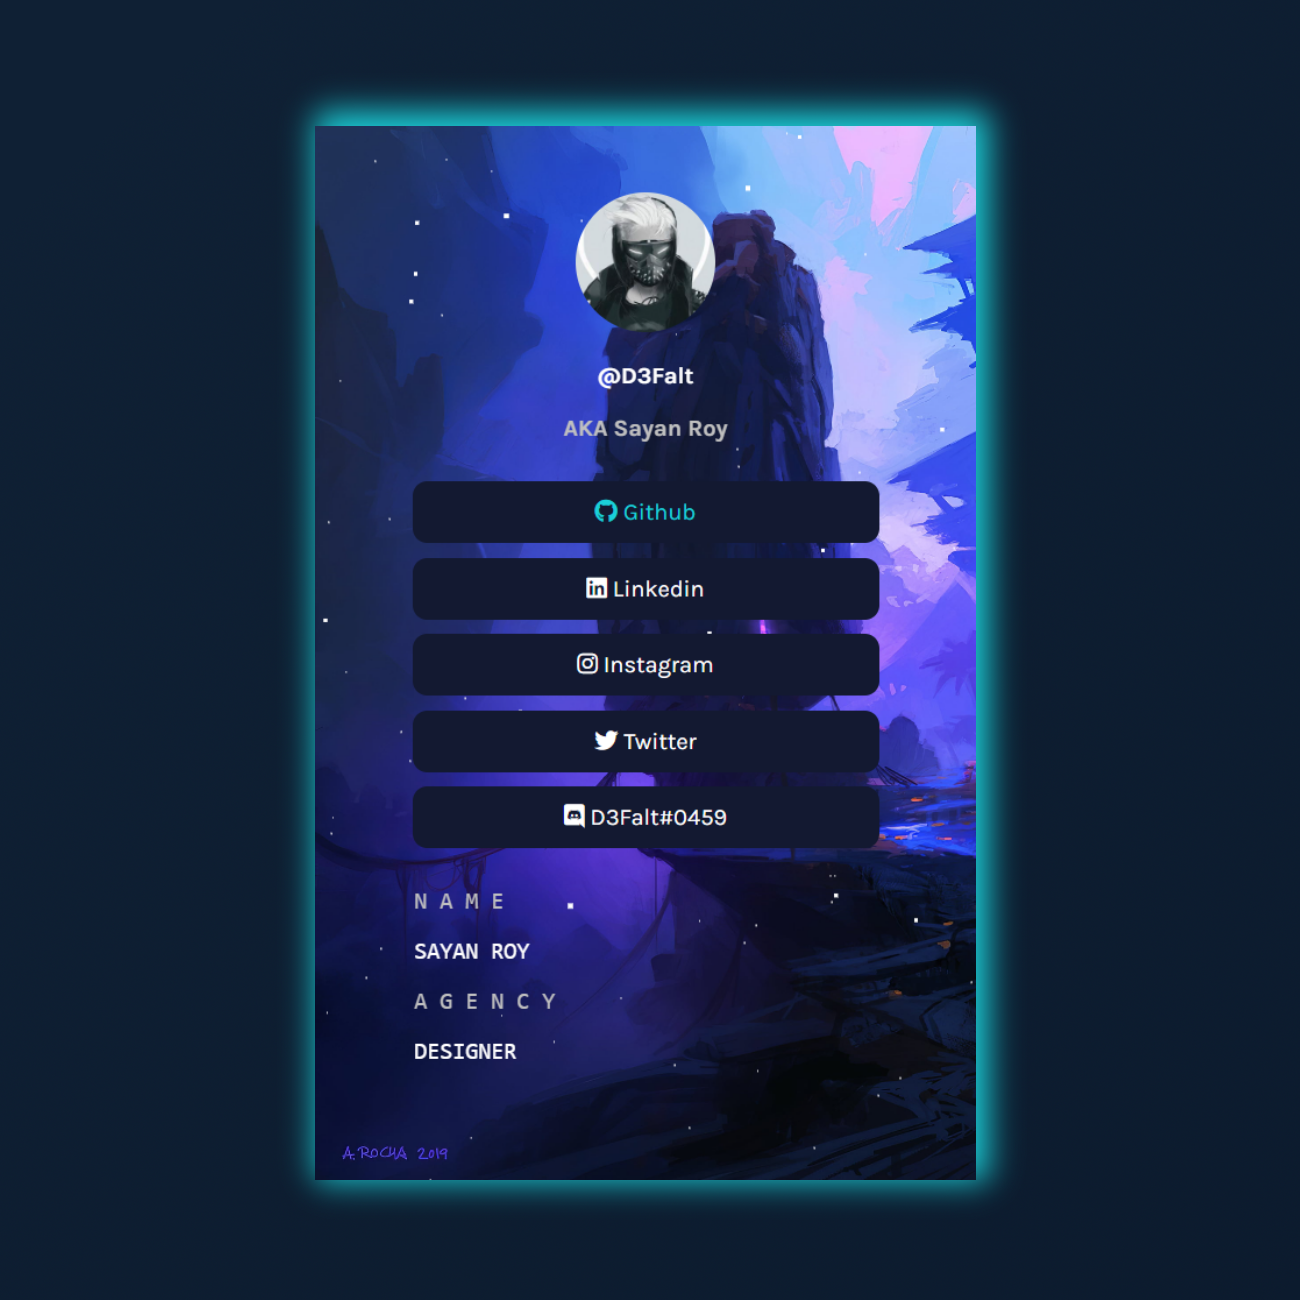 @D3Falt
AKA Sayan Roy
Github
Linkedin
Instagram
Twitter
D3Falt#0459
NAME
SAYAN ROY
AGENCY
DESIGNER
A. ROCHA 2019